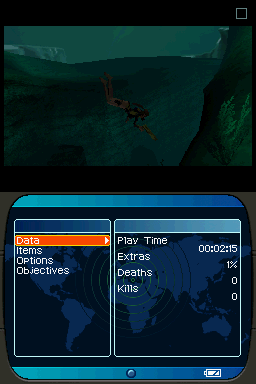 Data
Items
Options
Objectives
Play Time
00:02:15
Extras
1%
Deaths
0
Kills
0